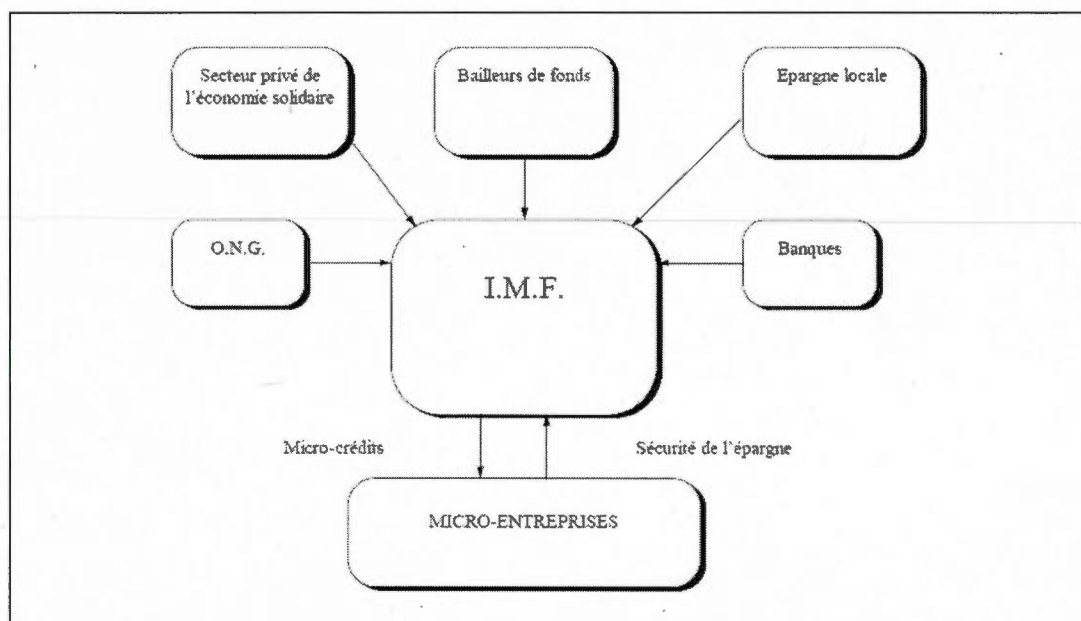 Secteur privé de
l'économie solidaire
Bailleurs de fonds
Epargne locale
O.N.G.
I.M.F.
Banques
Micro-crédits
Sécurité de l'épargne
MICRO-ENTREPRISES